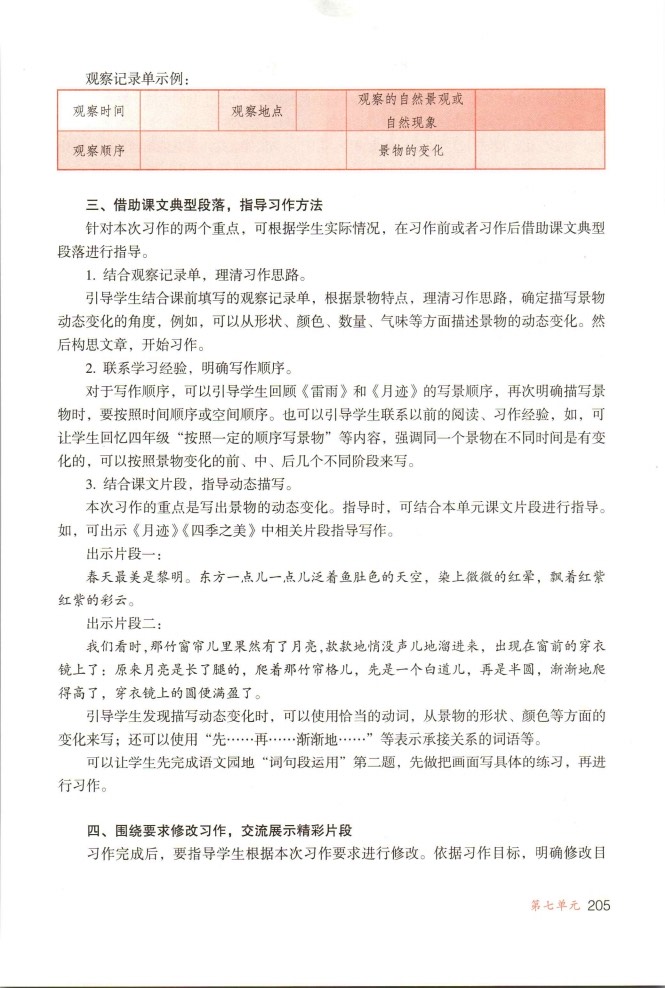 观察记录单示例：
观察时间 观察地点 观察的自然景观或
自然现象
观察顺序 景物的变化
三、借助课文典型段落，指导习作方法
针对本次习作的两个重点，可根据学生实际情况，在习作前或者习作后借助课文典型
段落进行指导。
1. 结合观察记录单，理清习作思路。
引导学生结合课前填写的观察记录单，根据景物特点，理清习作思路，确定描写景物
动态变化的角度，例如，可以从形状、颜色、数量、气味等方面描述景物的动态变化。然
后构思文章，开始习作。
2. 联系学习经验，明确写作顺序。
对于写作顺序，可以引导学生回顾《雷雨》和《月迹》的写景顺序，再次明确描写景
物时，要按照时间顺序或空间顺序。也可以引导学生联系以前的阅读、习作经验，如，可
让学生回忆四年级“按照一定的顺序写景物”等内容，强调同一个景物在不同时间是有变
化的，可以按照景物变化的前、中、后几个不同阶段来写。
3. 结合课文片段，指导动态描写。
本次习作的重点是写出景物的动态变化。指导时，可结合本单元课文片段进行指导。
如，可出示《月迹》《四季之美》中相关片段指导写作。
出示片段一：
春天最美是黎明。东方一点儿一点儿泛着鱼肚色的天空，染上微微的红晕，飘着红紫
红紫的彩云。
出示片段二：
我们看时，那竹窗帘儿里果然有了月亮，款款地悄没声儿地溜进来，出现在窗前的穿衣
镜上了：原来月亮是长了腿的，爬着那竹帘格儿，先是一个白道儿，再是半圆，渐渐地爬
得高了，穿衣镜上的圆便满盈了。
引导学生发现描写动态变化时，可以使用恰当的动词，从景物的形状、颜色等方面的
变化来写；还可以使用“先……再……渐渐地……”等表示承接关系的词语等。
可以让学生先完成语文园地“词句段运用”第二题，先做把画面写具体的练习，再进
行习作。
四、围绕要求修改习作，交流展示精彩片段
习作完成后，要指导学生根据本次习作要求进行修改。依据习作目标，明确修改目
第七单元 205